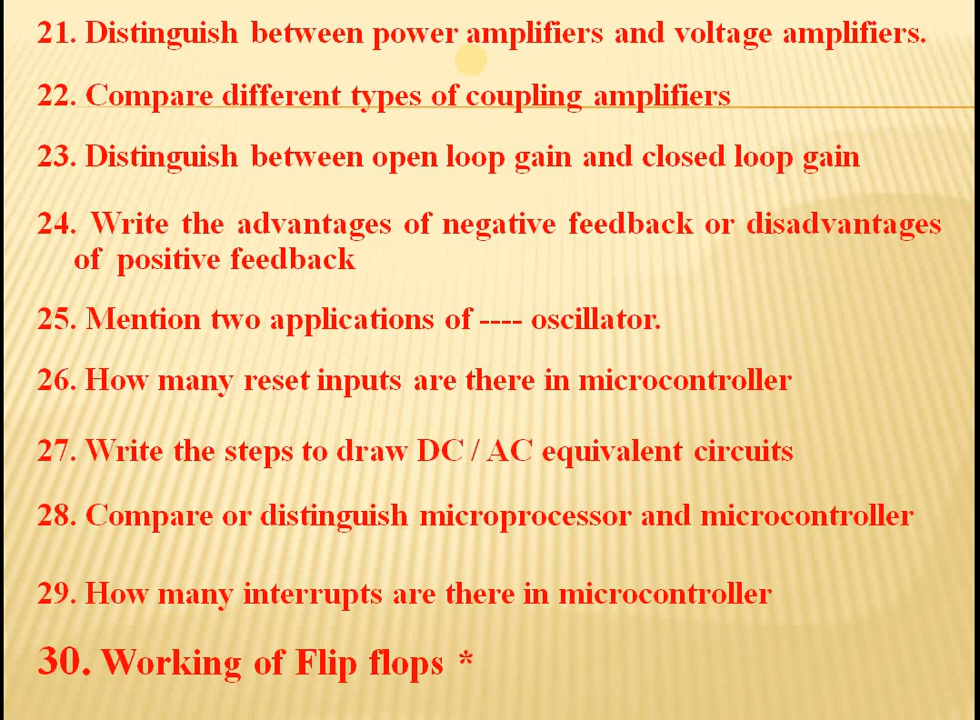 21. Distinguish between power amplifiers and voltage amplifiers.
22. Compare different types of coupling amplifiers
23. Distinguish between open loop gain and closed loop gain
24. Write the advantages of negative feedback or disadvantages
of positive feedback
25. Mention two applications of ---- oscillator.
26. How many reset inputs are there in microcontroller
27. Write the steps to draw DC / AC equivalent circuits
28. Compare or distinguish microprocessor and microcontroller
29. How many interrupts are there in microcontroller
30. Working of Flip flops *